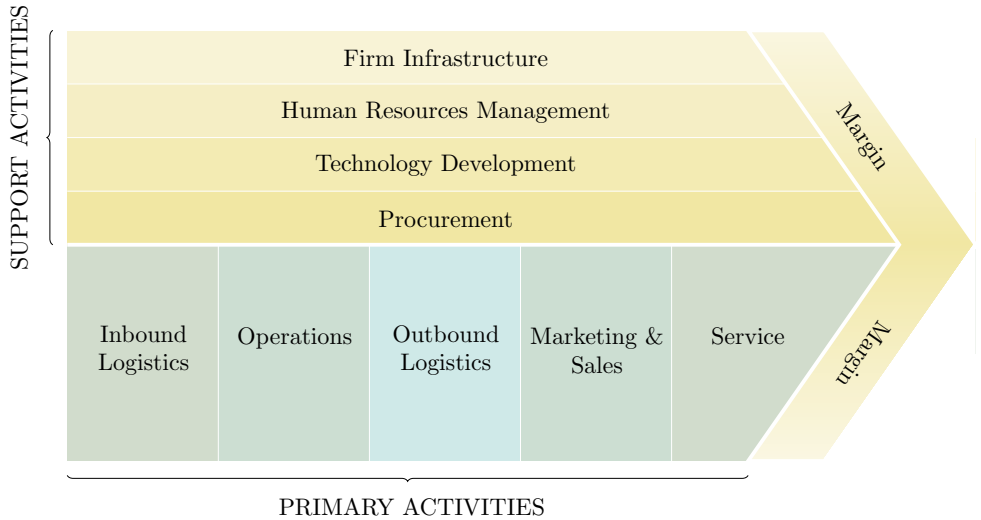 SUPPORT ACTIVITIES
Firm Infrastructure
Human Resources Management
Technology Development
Procurement
Margin
Inbound
Logistics
Operations
Outbound
Logistics
Marketing &
Sales
Service
Margin
PRIMARY ACTIVITIES